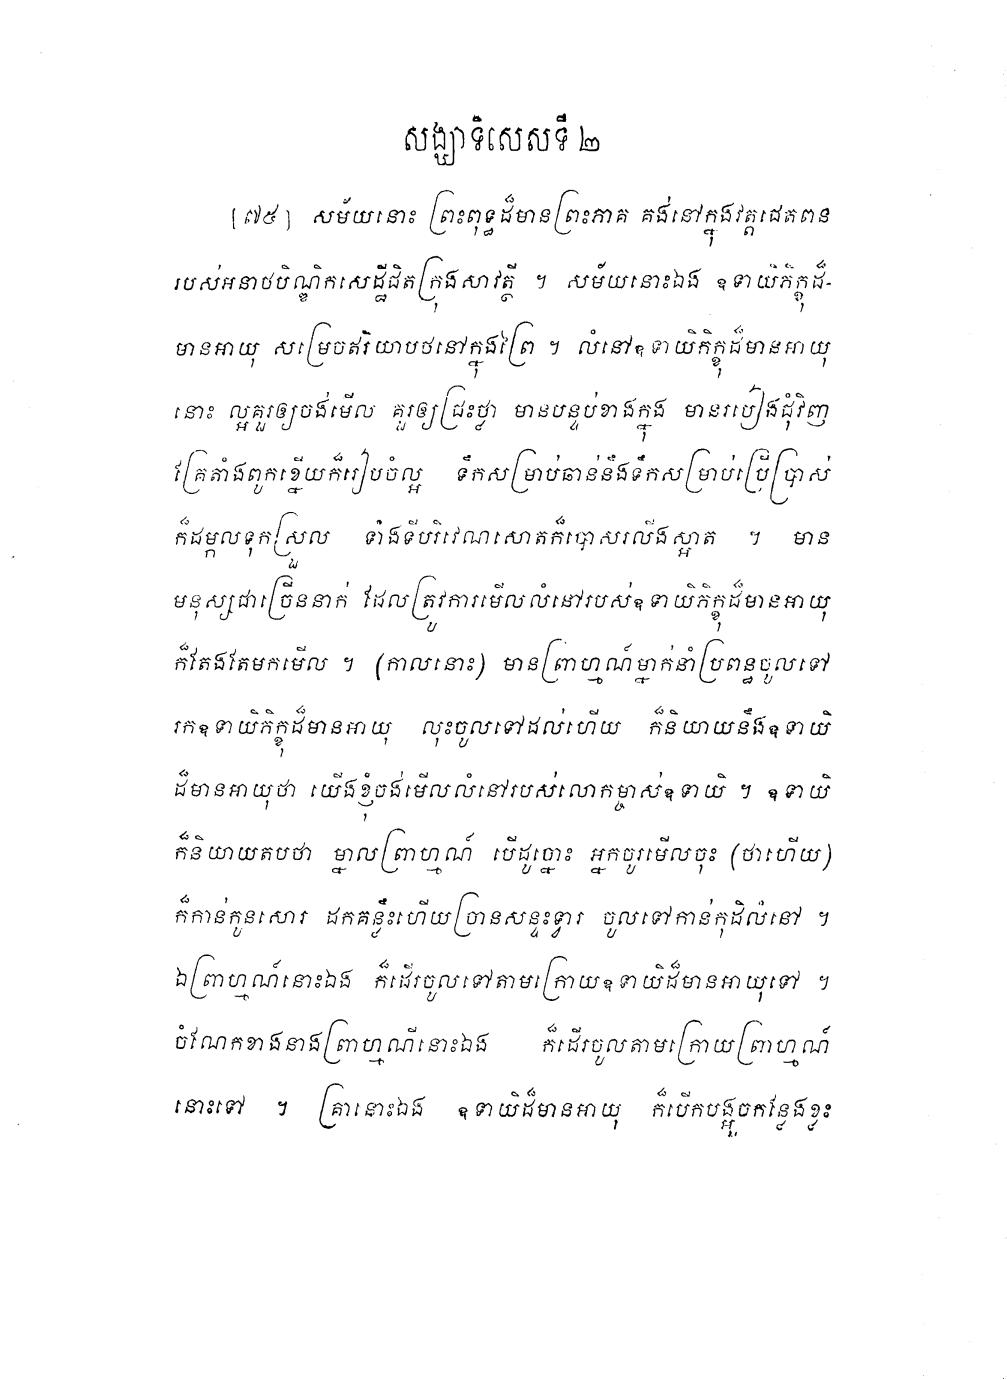 សង្ឃាទិសេសទី ២
[៧៥] សម័យនោះ ព្រះពុទ្ធដ៏មានព្រះភាគ គង់នៅក្នុងវត្តជេតពន
របស់អនាថបិណ្ឌិកសេដ្ឋីជិតក្រុងសាវត្ថី ។ សម័យនោះឯង ឧទាយិភិក្ខុដ៏-
មានអាយុ សម្រេចឥរិយាបថនៅក្នុងព្រៃ ។ លំនៅឧទាយិភិក្ខុដ៏មានអាយុ
នោះ ល្អគួរឲ្យចង់មើល គួរឲ្យជ្រះថ្លា មានបន្ទប់ខាងក្នុង មានរបៀងជុំវិញ
គ្រែតាំងពូកខ្នើយក៏រៀបចំល្អ ទឹកសម្រាប់ឆាន់នឹងទឹកសម្រាប់ប្រើប្រាស់
ក៏ដម្កល់ទុកស្រួល ទាំងទីបរិវេណសោតក៏បោសរលីងស្អាត ។ មាន
មនុស្សជាច្រើននាក់ ដែលត្រូវការមើលលំនៅរបស់ឧទាយិភិក្ខុដ៏មានអាយុ
ក៏តែងតែមកមើល ។ (កាលនោះ) មានព្រាហ្មណ៍ម្នាក់នាំប្រពន្ធចូលទៅ
រកឧទាយិភិក្ខុដ៏មានអាយុ លុះចូលទៅដល់ហើយ ក៏និយាយនឹងឧទាយិ
ដ៏មានអាយុថា យើងខ្ញុំចង់មើលលំនៅរបស់លោកម្ចាស់ឧទាយិ ។ ឧទាយិ
ក៏និយាយតបថា ម្នាលព្រាហ្មណ៍ បើដូច្នោះ អ្នកចូរមើលចុះ (ថាហើយ)
ក៏កាន់កូនសោរ ដកគន្លឹះហើយច្រានសន្ទះទ្វារ ចូលទៅកាន់កុដិលំនៅ ។
ឯព្រាហ្មណ៍នោះឯង ក៏ដើរចូលទៅតាមក្រោយឧទាយិដ៏មានអាយុទៅ ។
ចំណែកខាងនាងព្រាហ្មណីនោះឯង ក៏ដើរចូលតាមក្រោយព្រាហ្មណ៍
នោះទៅ ។ គ្រានោះឯង ឧទាយិដ៏មានអាយុ ក៏បើកបង្អួចកន្លែងខ្លះ